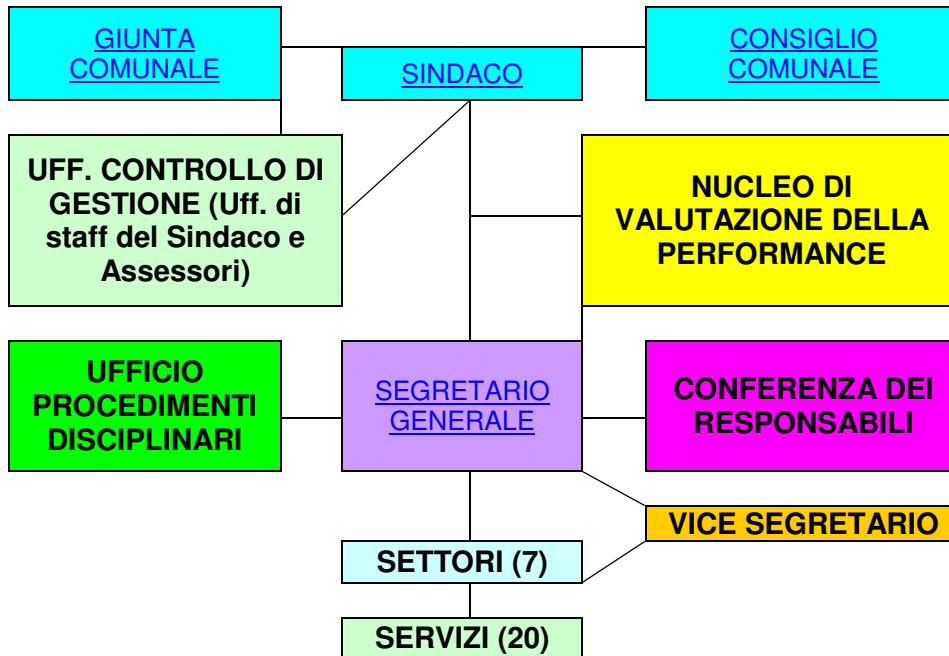 GIUNTA
COMUNALE
SINDACO
CONSIGLIO
COMUNALE
UFF. CONTROLLO DI
GESTIONE (Uff. di
staff del Sindaco e
Assessori)
NUCLEO DI
VALUTAZIONE DELLA
PERFORMANCE
UFFICIO
PROCEDIMENTI
DISCIPLINARI
SEGRETARIO
GENERALE
CONFERENZA DEI
RESPONSABILI
VICE SEGRETARIO
SETTORI (7)
SERVIZI (20)